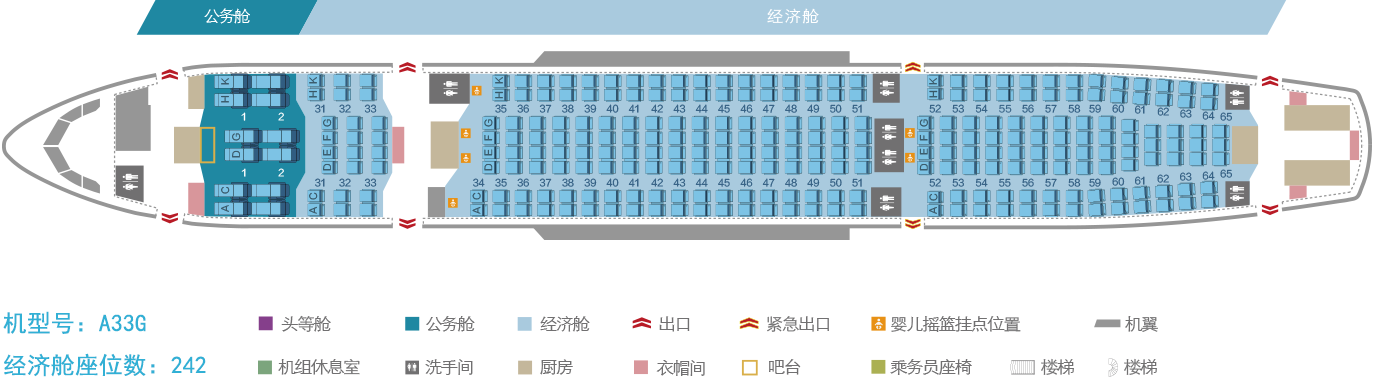 公务舱 经济舱
K K K K
H H H H
31 32 33 35 36 37 38 39 40 41 42 43 44 45 46 47 48 49 50 51 52 53 54 55 56 57 58 59 60 61 62 63 64 65
1 2
G G G G
F F F
E E E
D D D D
1 2
31 32 33 34 35 36 37 38 39 40 41 42 43 44 45 46 47 48 49 50 51 52 53 54 55 56 57 58 59 60 61 62 63 64 65
C C C C
A A A A
机型号：A33G 头等舱 公务舱 经济舱 出口 紧急出口 婴儿摇篮挂点位置 机翼
经济舱座位数：242 机组休息室 洗手间 厨房 衣帽间 吧台 乘务员座椅 楼梯 楼梯